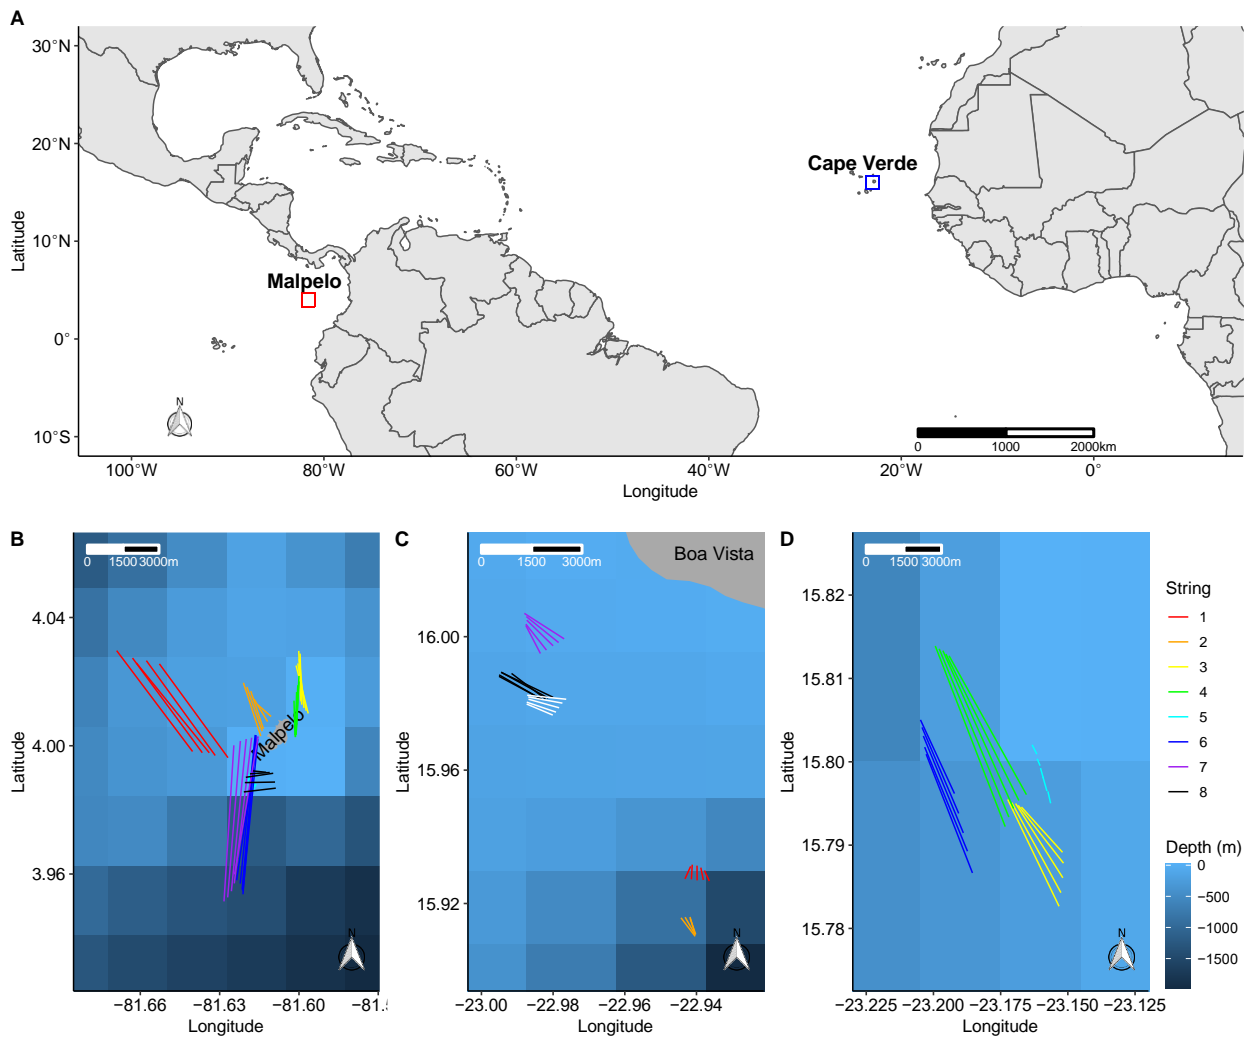 A
30°N
20°N
10°N
0°
10°S
Latitude
Cape Verde
Malpelo
N
0 1000 2000km
100°W 80°W 60°W 40°W 20°W 0°
Longitude
B
0 1500 3000m
4.04
4.00
3.96
Latitude
Malpelo
N
−81.66 −81.63 −81.60
Longitude
C
0 1500 3000m
Boa Vista
16.00
15.96
15.92
Latitude
N
−23.00 −22.98 −22.96 −22.94
Longitude
D
0 1500 3000m
15.82
15.81
15.80
15.79
15.78
Latitude
N
−23.225 −23.200 −23.175 −23.150 −23.125
Longitude
String
1
2
3
4
5
6
7
8
Depth (m)
0
−500
−1000
−1500